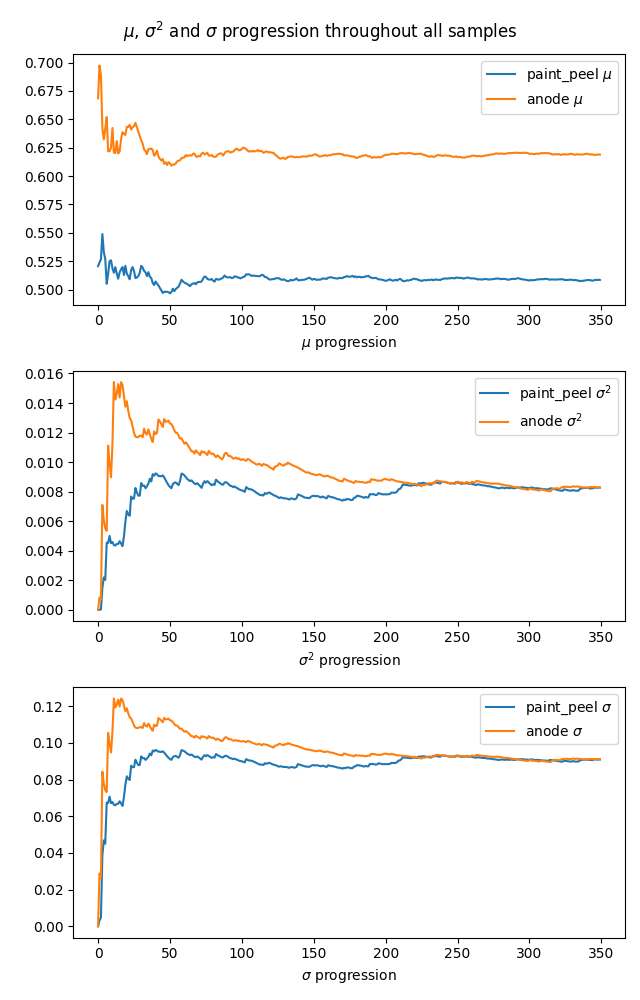 μ, σ² and σ progression throughout all samples
0.700
0.675
0.650
0.625
0.600
0.575
0.550
0.525
0.500
paint_peel μ
anode μ
0 50 100 150 200 250 300 350
μ progression
0.016
0.014
0.012
0.010
0.008
0.006
0.004
0.002
0.000
paint_peel σ²
anode σ²
0 50 100 150 200 250 300 350
σ² progression
0.12
0.10
0.08
0.06
0.04
0.02
0.00
paint_peel σ
anode σ
0 50 100 150 200 250 300 350
σ progression